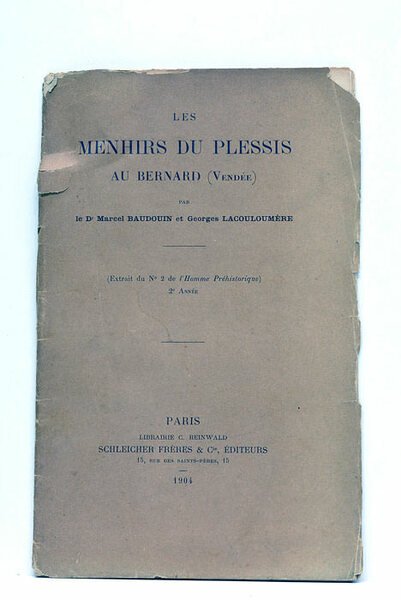 LES
MENHIRS DU PLESSIS
AU BERNARD (VENDÉE)
PAR
le Dr Marcel BAUDOUIN et Georges LACOULOUMÈRE
(Extrait du No 2 de l'Homme Préhistorique)
2e ANNÉE
PARIS
LIBRAIRIE C. REINWALD
SCHLEICHER FRÈRES & Cie, ÉDITEURS
15, RUE DES SAINTS-PÈRES, 15
1904